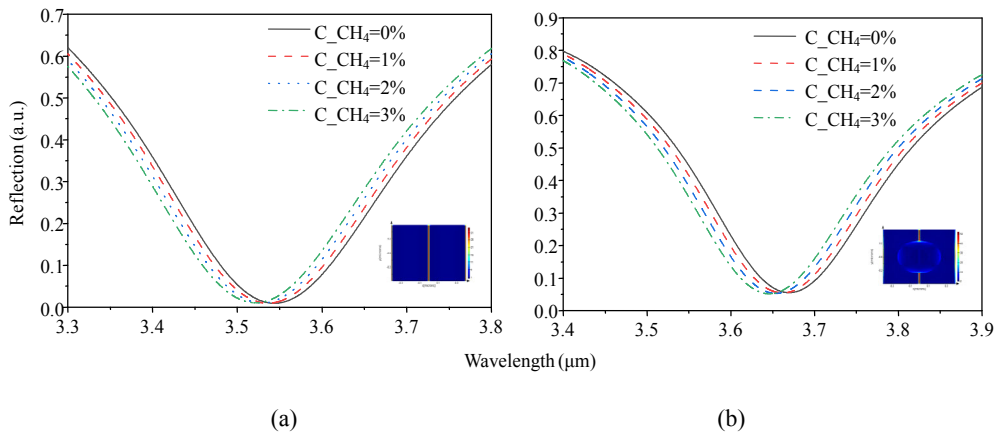 C_CH₄=0%
C_CH₄=1%
C_CH₄=2%
C_CH₄=3%
Reflection (a.u.)
0.7
0.6
0.5
0.4
0.3
0.2
0.1
0.0
3.3 3.4 3.5 3.6 3.7 3.8
C_CH₄=0%
C_CH₄=1%
C_CH₄=2%
C_CH₄=3%
0.9
0.8
0.7
0.6
0.5
0.4
0.3
0.2
0.1
0.0
3.4 3.5 3.6 3.7 3.8 3.9
Wavelength (μm)
(a) (b)